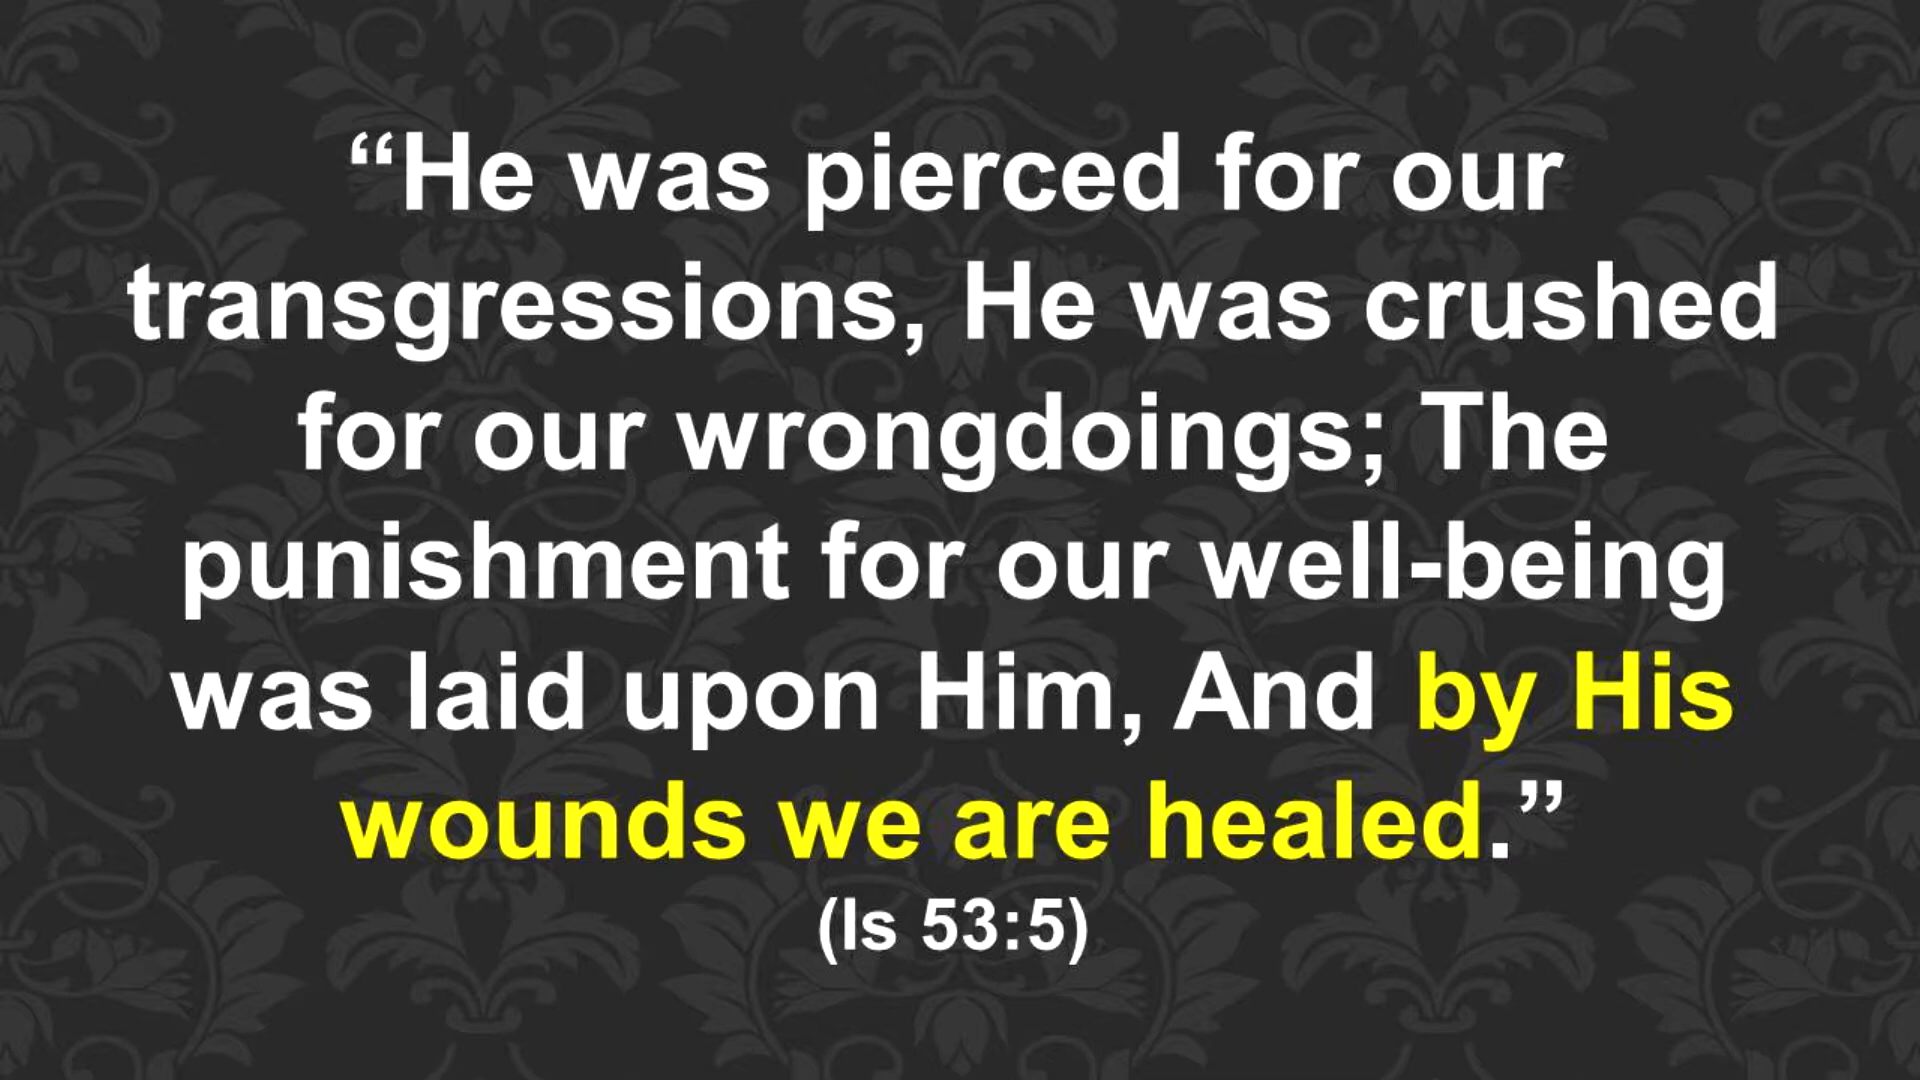 “He was pierced for our
transgressions, He was crushed
for our wrongdoings; The
punishment for our well-being
was laid upon Him, And by His
wounds we are healed.”
(Is 53:5)